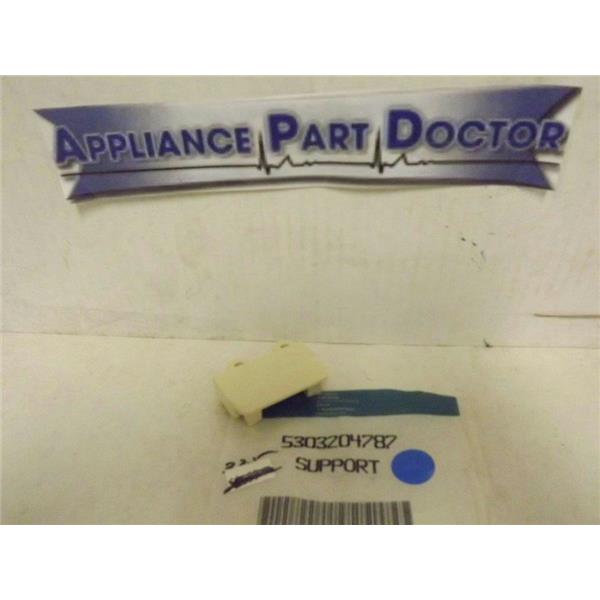 APPLIANCE PART DOCTOR
5303204787
SUPPORT